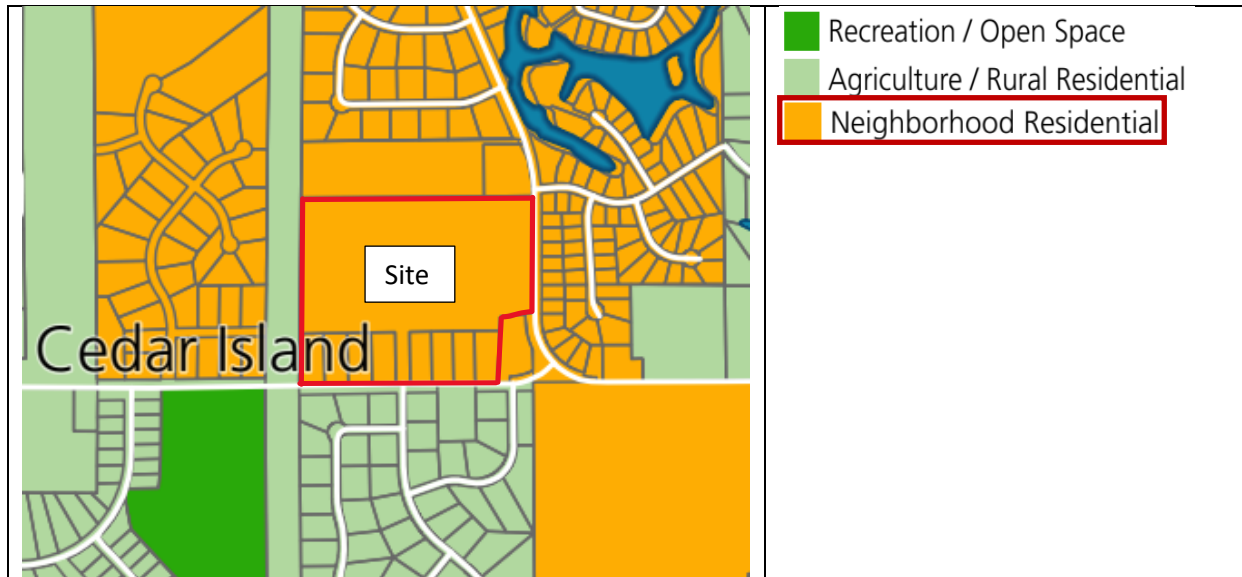 Site
Cedar Island
Recreation / Open Space
Agriculture / Rural Residential
Neighborhood Residential